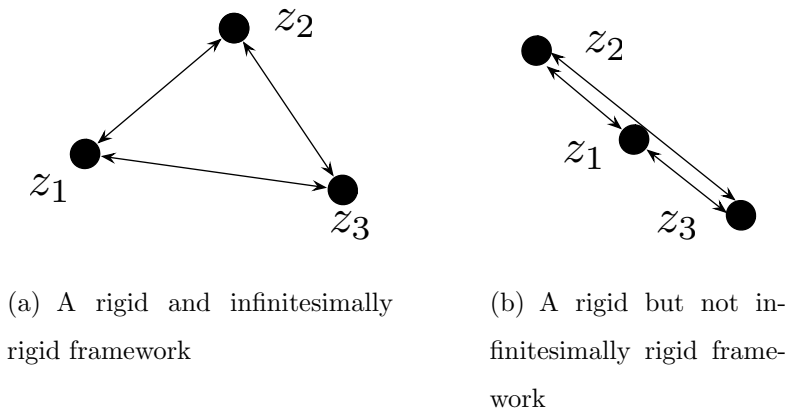 z2
z1
z3
z2
z1
z3
(a) A rigid and infinitesimally
rigid framework
(b) A rigid but not in-
finitesimally rigid frame-
work